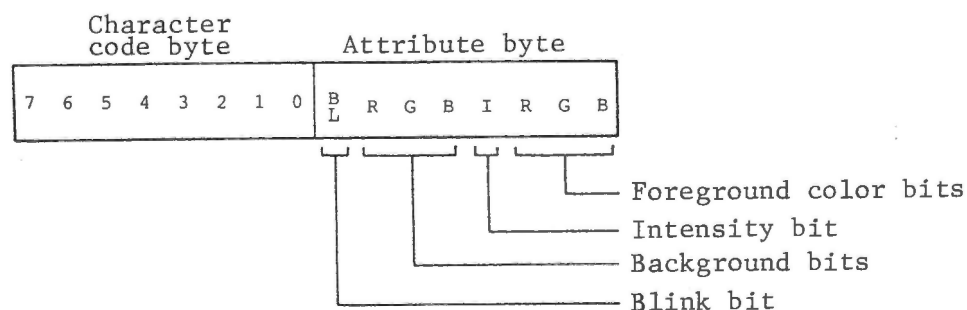 Character
code byte
Attribute byte
7 6 5 4 3 2 1 0 BL R G B I R G B
Foreground color bits
Intensity bit
Background bits
Blink bit